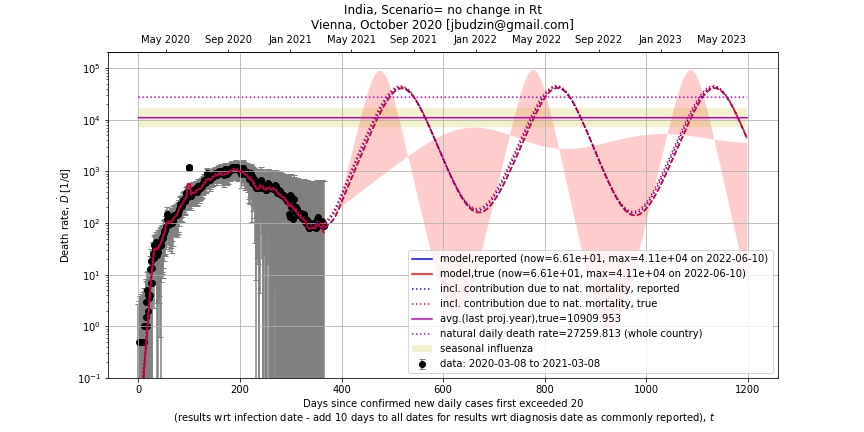 India, Scenario= no change in Rt
Vienna, October 2020 [jbudzin@gmail.com]
May 2020 Sep 2020 Jan 2021 May 2021 Sep 2021 Jan 2022 May 2022 Sep 2022 Jan 2023 May 2023
10⁵
10⁴
10³
10²
10¹
10⁰
10⁻¹
Death rate, Ḋ [1/d]
model,reported (now=6.61e+01, max=4.11e+04 on 2022-06-10)
model,true (now=6.61e+01, max=4.11e+04 on 2022-06-10)
incl. contribution due to nat. mortality, reported
incl. contribution due to nat. mortality, true
avg.(last proj.year),true=10909.953
natural daily death rate=27259.813 (whole country)
seasonal influenza
data: 2020-03-08 to 2021-03-08
0 200 400 600 800 1000 1200
Days since confirmed new daily cases first exceeded 20
(results wrt infection date - add 10 days to all dates for results wrt diagnosis date as commonly reported), t